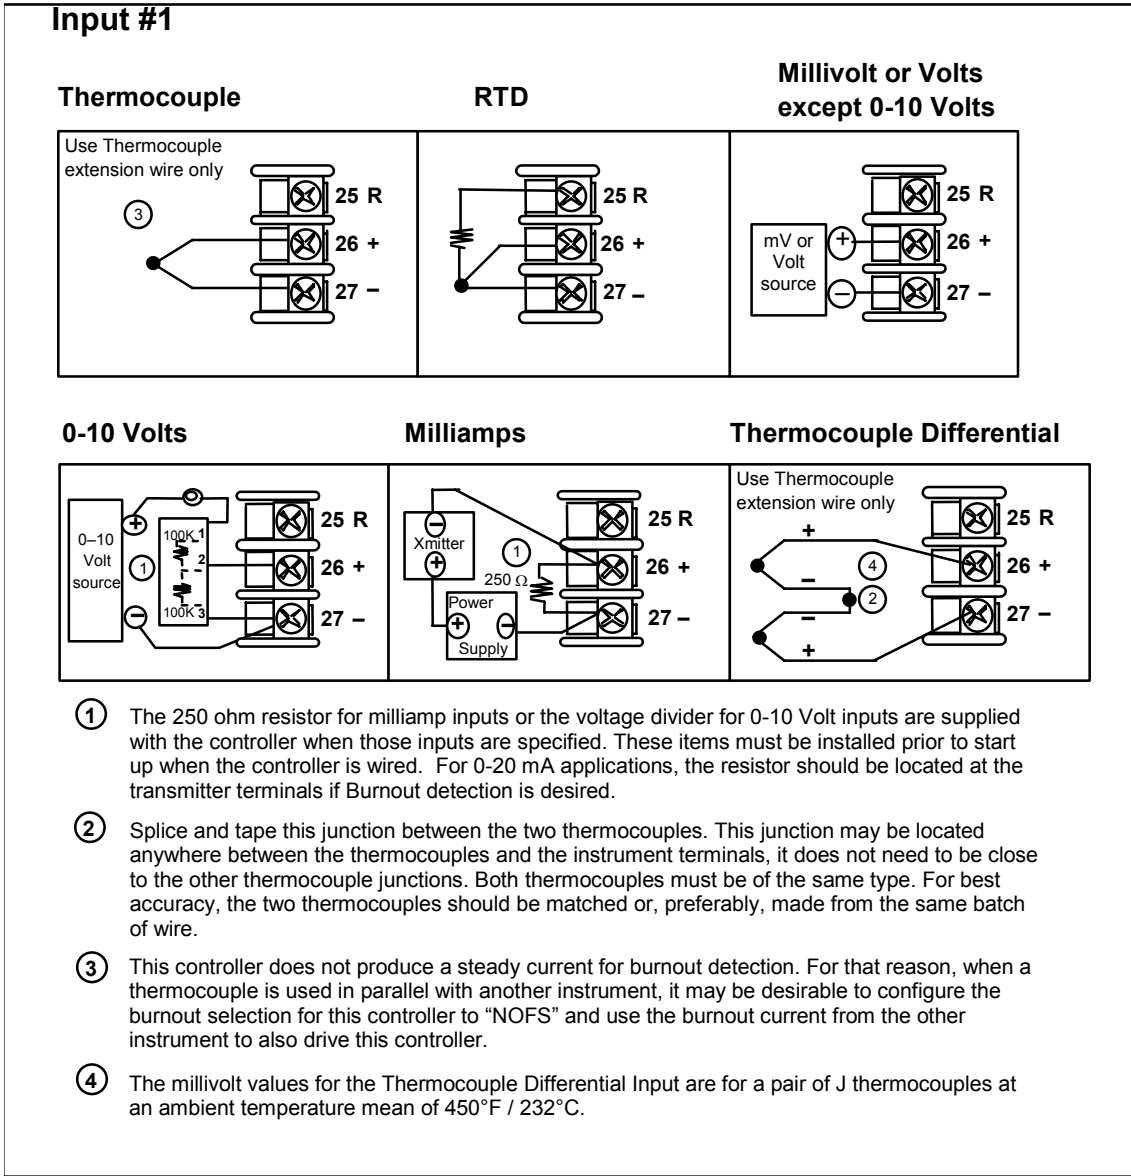 Input #1
Thermocouple
RTD
Millivolt or Volts
except 0-10 Volts
Use Thermocouple
extension wire only
3
25 R
26 +
27 –
25 R
26 +
27 –
mV or
Volt
source
+
–
25 R
26 +
27 –
0-10 Volts
Milliamps
Thermocouple Differential
0–10
Volt
source
+
–
1
100K 1
2
100K 3
25 R
26 +
27 –
–
Xmitter
+
1
250 Ω
Power
+ –
Supply
25 R
26 +
27 –
Use Thermocouple
extension wire only
+
–
4
2
–
+
25 R
26 +
27 –
1 The 250 ohm resistor for milliamp inputs or the voltage divider for 0-10 Volt inputs are supplied
with the controller when those inputs are specified. These items must be installed prior to start
up when the controller is wired. For 0-20 mA applications, the resistor should be located at the
transmitter terminals if Burnout detection is desired.
2 Splice and tape this junction between the two thermocouples. This junction may be located
anywhere between the thermocouples and the instrument terminals, it does not need to be close
to the other thermocouple junctions. Both thermocouples must be of the same type. For best
accuracy, the two thermocouples should be matched or, preferably, made from the same batch
of wire.
3 This controller does not produce a steady current for burnout detection. For that reason, when a
thermocouple is used in parallel with another instrument, it may be desirable to configure the
burnout selection for this controller to “NOFS” and use the burnout current from the other
instrument to also drive this controller.
4 The millivolt values for the Thermocouple Differential Input are for a pair of J thermocouples at
an ambient temperature mean of 450°F / 232°C.